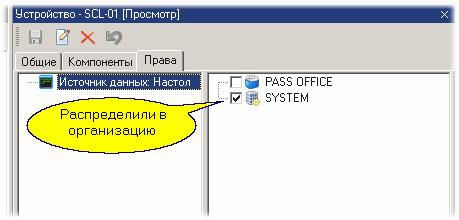 Устройство - SCL-01 [Просмотр]
Общие Компоненты Права
Источник данных: Настол
PASS OFFICE
SYSTEM
Распределили в
организацию